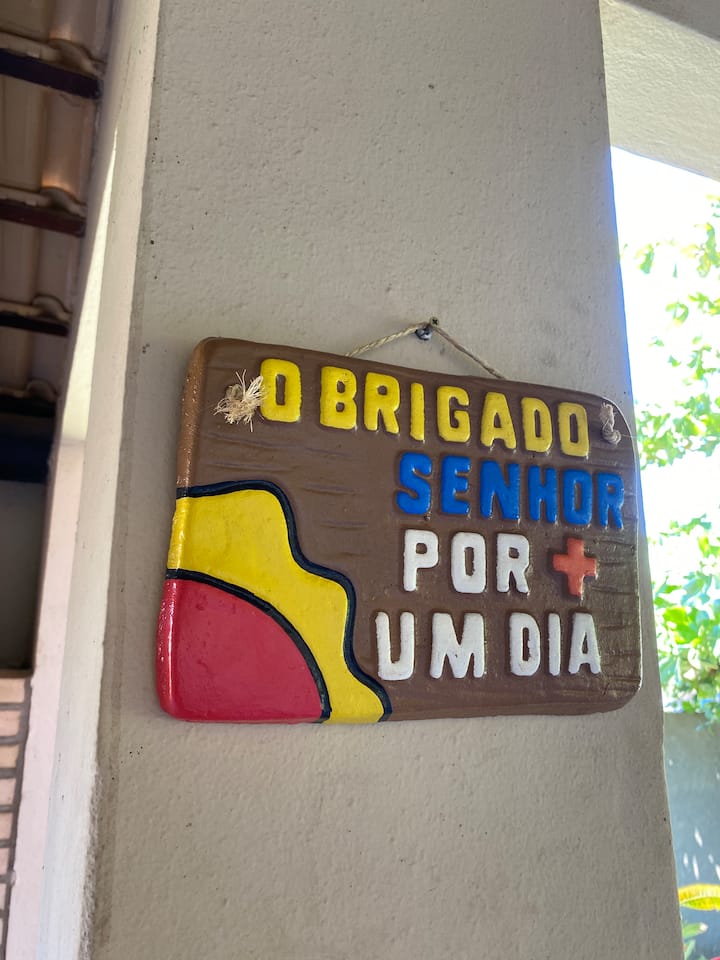 OBRIGADO
SENHOR
POR +
UM DIA